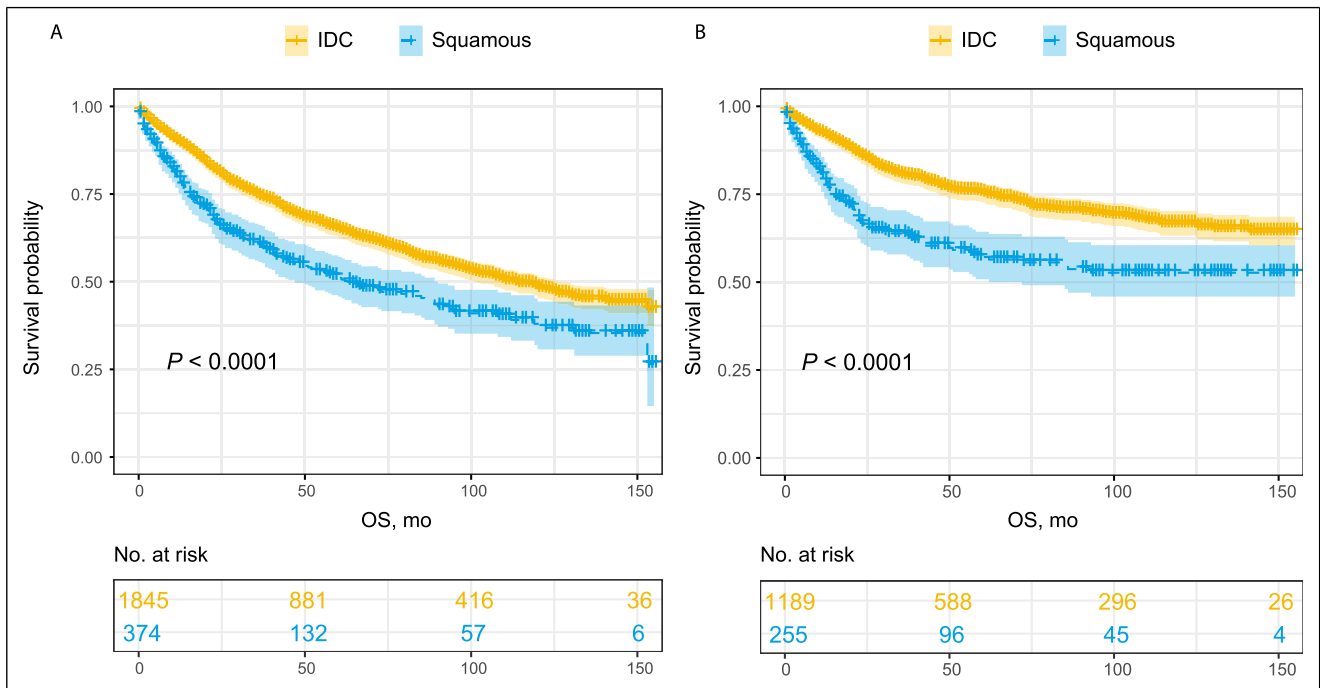 A
IDC Squamous
1.00
0.75
0.50
0.25
0.00
Survival probability
P < 0.0001
0 50 100 150
OS, mo
No. at risk
1845 881 416 36
374 132 57 6
0 50 100 150
B
IDC Squamous
1.00
0.75
0.50
0.25
0.00
Survival probability
P < 0.0001
0 50 100 150
OS, mo
No. at risk
1189 588 296 26
255 96 45 4
0 50 100 150